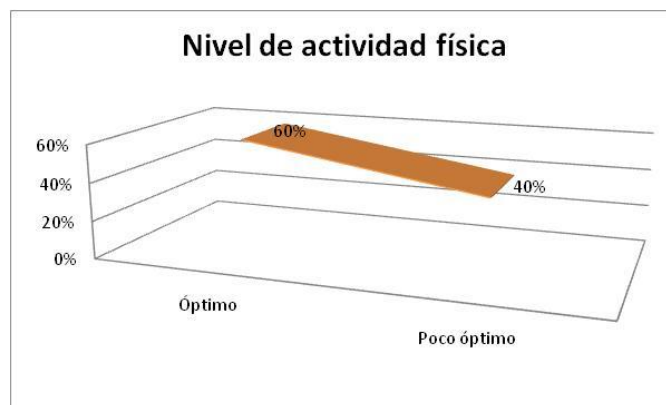 Nivel de actividad física
60%
60%
40%
40%
20%
0%
Óptimo
Poco óptimo